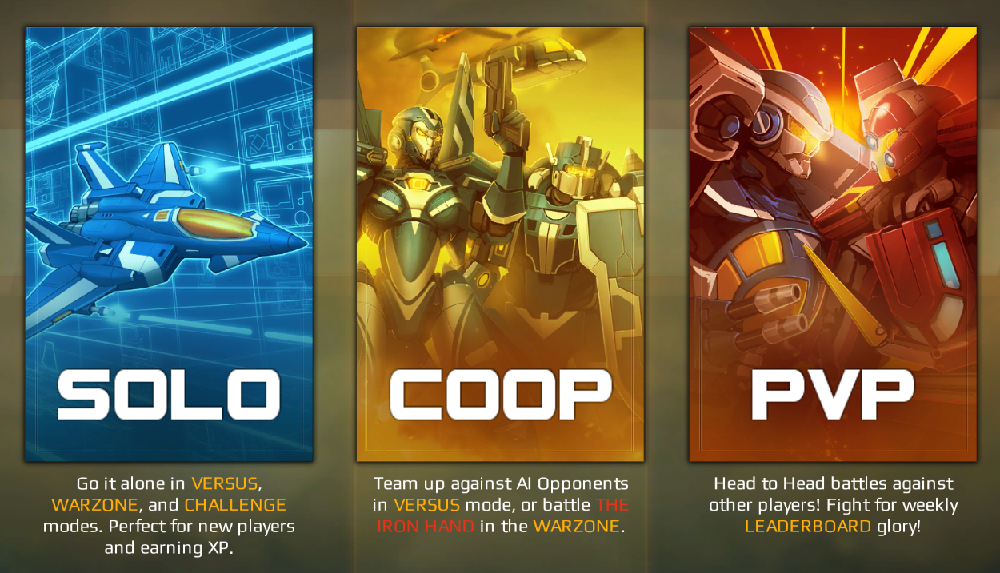 SOLO
Go it alone in VERSUS,
WARZONE, and CHALLENGE
modes. Perfect for new players
and earning XP.
COOP
Team up against AI Opponents
in VERSUS mode, or battle THE
IRON HAND in the WARZONE.
PVP
Head to Head battles against
other players! Fight for weekly
LEADERBOARD glory!